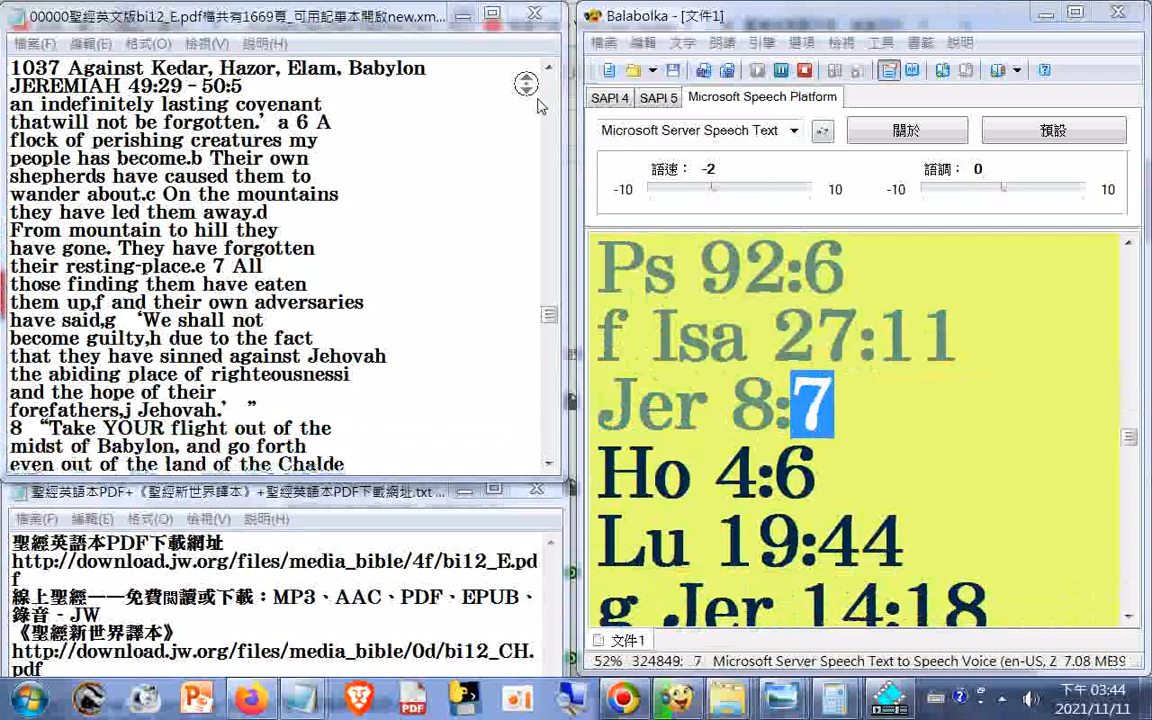 00000聖經英文版bi12_E.pdf檔共有1669頁_可用記事本開啟new.xm...
檔案(F) 編輯(E) 格式(O) 檢視(V) 說明(H)
1037 Against Kedar, Hazor, Elam, Babylon
JEREMIAH 49:29－50:5
an indefinitely lasting covenant
thatwill not be forgotten.’ a 6 A
flock of perishing creatures my
people has become.b Their own
shepherds have caused them to
wander about.c On the mountains
they have led them away.d
From mountain to hill they
have gone. They have forgotten
their resting-place.e 7 All
those finding them have eaten
them up,f and their own adversaries
have said,g ‘We shall not
become guilty,h due to the fact
that they have sinned against Jehovah
the abiding place of righteousnessi
and the hope of their
forefathers,j Jehovah.’ ”
8 “Take YOUR flight out of the
midst of Babylon, and go forth
even out of the land of the Chalde
聖經英語本PDF+《聖經新世界譯本》+聖經英語本PDF下載網址.txt ...
檔案(F) 編輯(E) 格式(O) 檢視(V) 說明(H)
聖經英語本PDF下載網址
http://download.jw.org/files/media_bible/4f/bi12_E.pd
f
線上聖經——免費閱讀或下載：MP3、AAC、PDF、EPUB、
錄音 - JW
《聖經新世界譯本》
http://download.jw.org/files/media_bible/0d/bi12_CH.
pdf
Balabolka - [文件1]
檔案 編輯 文字 朗讀 引擎 選項 檢視 工具 書籤 說明
SAPI 4 SAPI 5 Microsoft Speech Platform
Microsoft Server Speech Text 關於 預設
語速： -2 語調： 0
-10 10 -10 10
Ps 92:6
f Isa 27:11
Jer 8:7
Ho 4:6
Lu 19:44
g Jer 14:18
文件1
52% 324849: 7 Microsoft Server Speech Text to Speech Voice (en-US, Z 7.08 MB
下午 03:44
2021/11/11